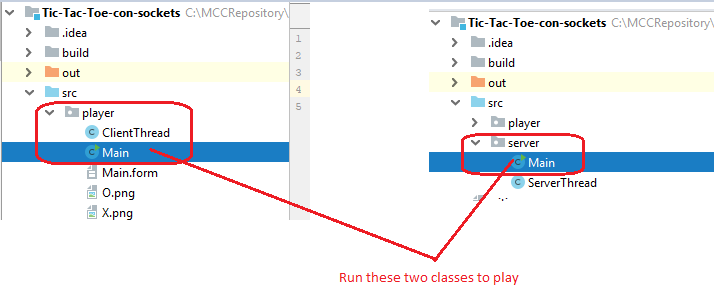 Tic-Tac-Toe-con-sockets C:\MCCRepository\
.idea
build
out
src
player
ClientThread
Main
Main.form
O.png
X.png
1
2
3
4
5
Tic-Tac-Toe-con-sockets C:\MCCRepository\
.idea
build
out
src
player
server
Main
ServerThread
Run these two classes to play